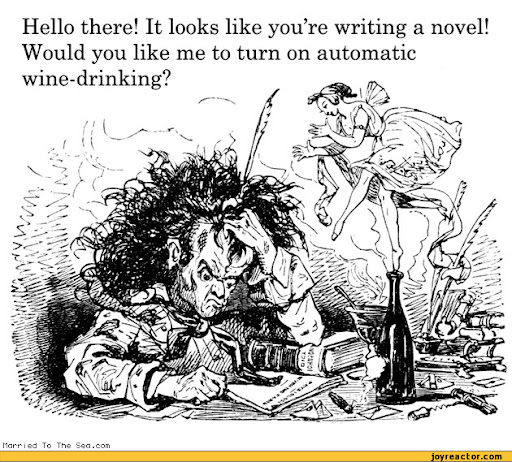 Hello there! It looks like you're writing a novel!
Would you like me to turn on automatic
wine-drinking?
Married To The Sea.com
joyreactor.com